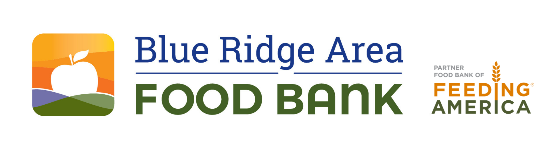 Blue Ridge Area
FOOD BANK
PARTNER
FOOD BANK OF
FEEDING
AMERICA